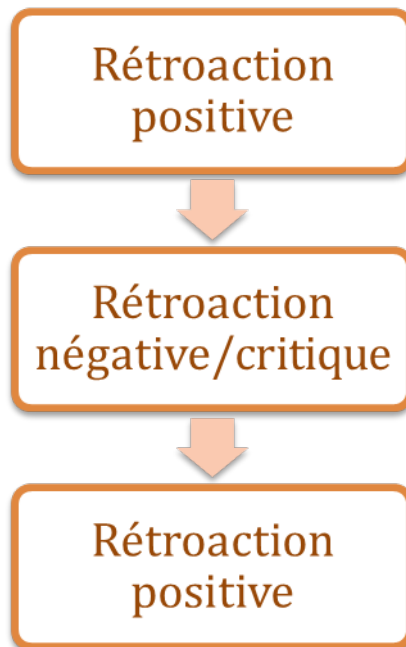 Rétroaction
positive
Rétroaction
négative/critique
Rétroaction
positive